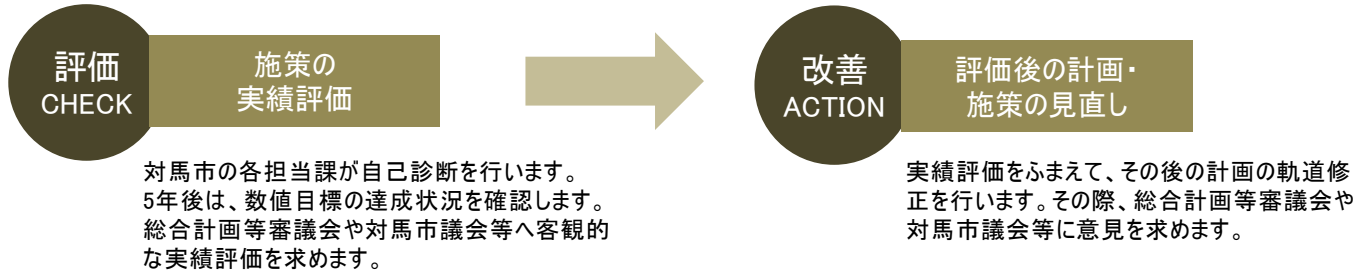 評価
CHECK
施策の
実績評価
対馬市の各担当課が自己診断を行います。
5年後は、数値目標の達成状況を確認します。
総合計画等審議会や対馬市議会等へ客観的
な実績評価を求めます。
改善
ACTION
評価後の計画・
施策の見直し
実績評価をふまえて、その後の計画の軌道修
正を行います。その際、総合計画等審議会や
対馬市議会等に意見を求めます。